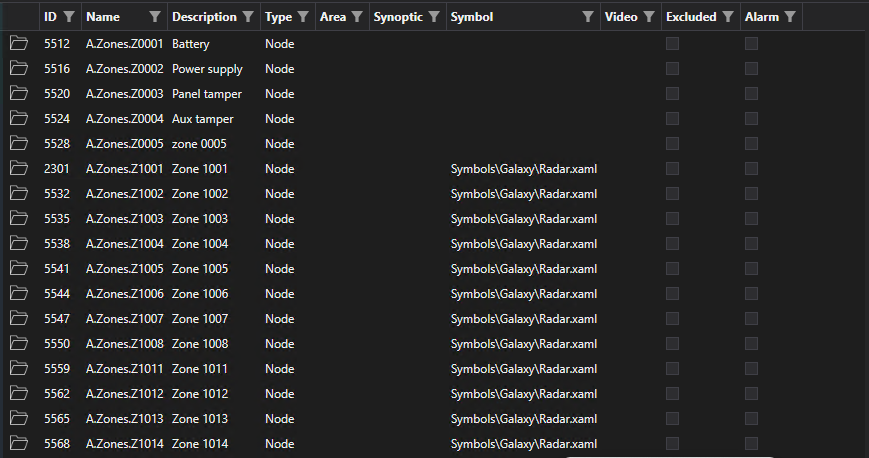 ID Name Description Type Area Synoptic Symbol Video Excluded Alarm
5512 A.Zones.Z0001 Battery Node
5516 A.Zones.Z0002 Power supply Node
5520 A.Zones.Z0003 Panel tamper Node
5524 A.Zones.Z0004 Aux tamper Node
5528 A.Zones.Z0005 zone 0005 Node
2301 A.Zones.Z1001 Zone 1001 Node Symbols\Galaxy\Radar.xaml
5532 A.Zones.Z1002 Zone 1002 Node Symbols\Galaxy\Radar.xaml
5535 A.Zones.Z1003 Zone 1003 Node Symbols\Galaxy\Radar.xaml
5538 A.Zones.Z1004 Zone 1004 Node Symbols\Galaxy\Radar.xaml
5541 A.Zones.Z1005 Zone 1005 Node Symbols\Galaxy\Radar.xaml
5544 A.Zones.Z1006 Zone 1006 Node Symbols\Galaxy\Radar.xaml
5547 A.Zones.Z1007 Zone 1007 Node Symbols\Galaxy\Radar.xaml
5550 A.Zones.Z1008 Zone 1008 Node Symbols\Galaxy\Radar.xaml
5559 A.Zones.Z1011 Zone 1011 Node Symbols\Galaxy\Radar.xaml
5562 A.Zones.Z1012 Zone 1012 Node Symbols\Galaxy\Radar.xaml
5565 A.Zones.Z1013 Zone 1013 Node Symbols\Galaxy\Radar.xaml
5568 A.Zones.Z1014 Zone 1014 Node Symbols\Galaxy\Radar.xaml